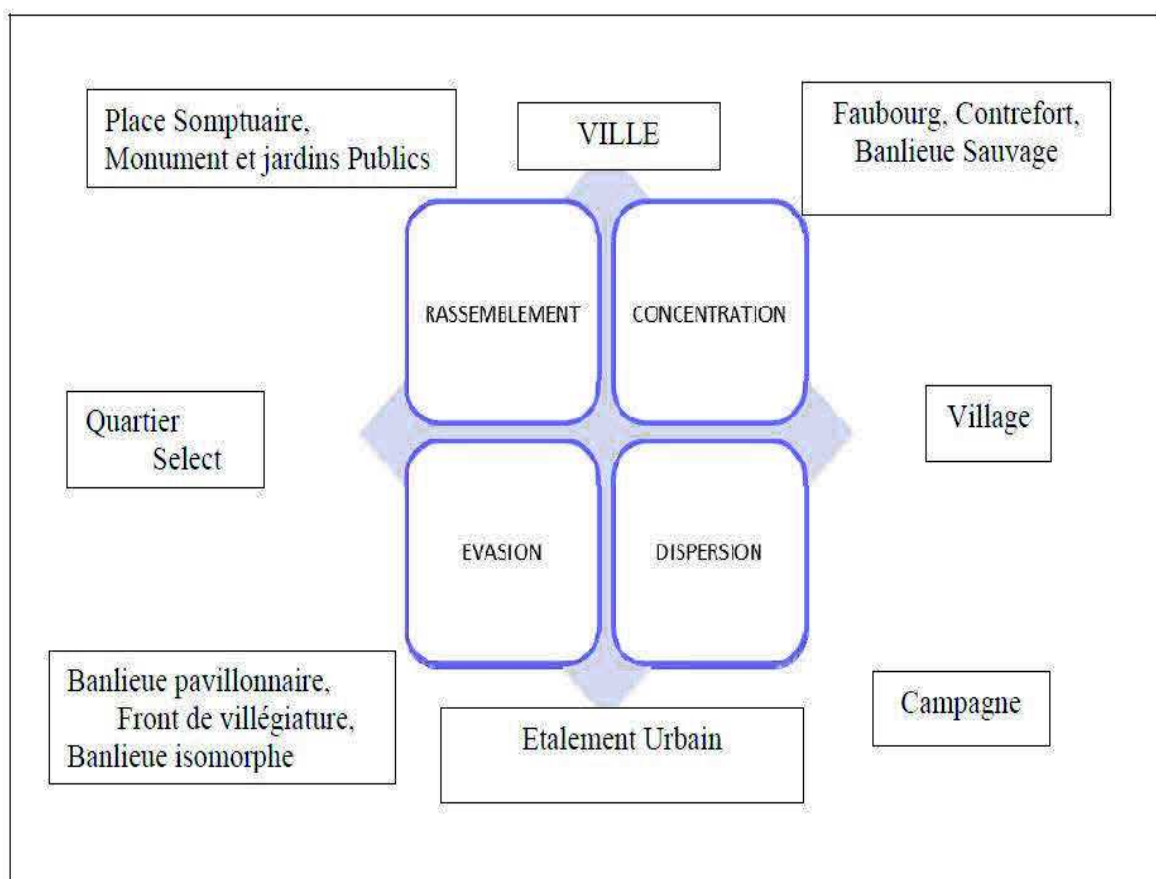 Place Somptuaire,
Monument et jardins Publics
VILLE
Faubourg, Contrefort,
Banlieue Sauvage
RASSEMBLEMENT
CONCENTRATION
Quartier
Select
Village
EVASION
DISPERSION
Banlieue pavillonnaire,
Front de villégiature,
Banlieue isomorphe
Etalement Urbain
Campagne